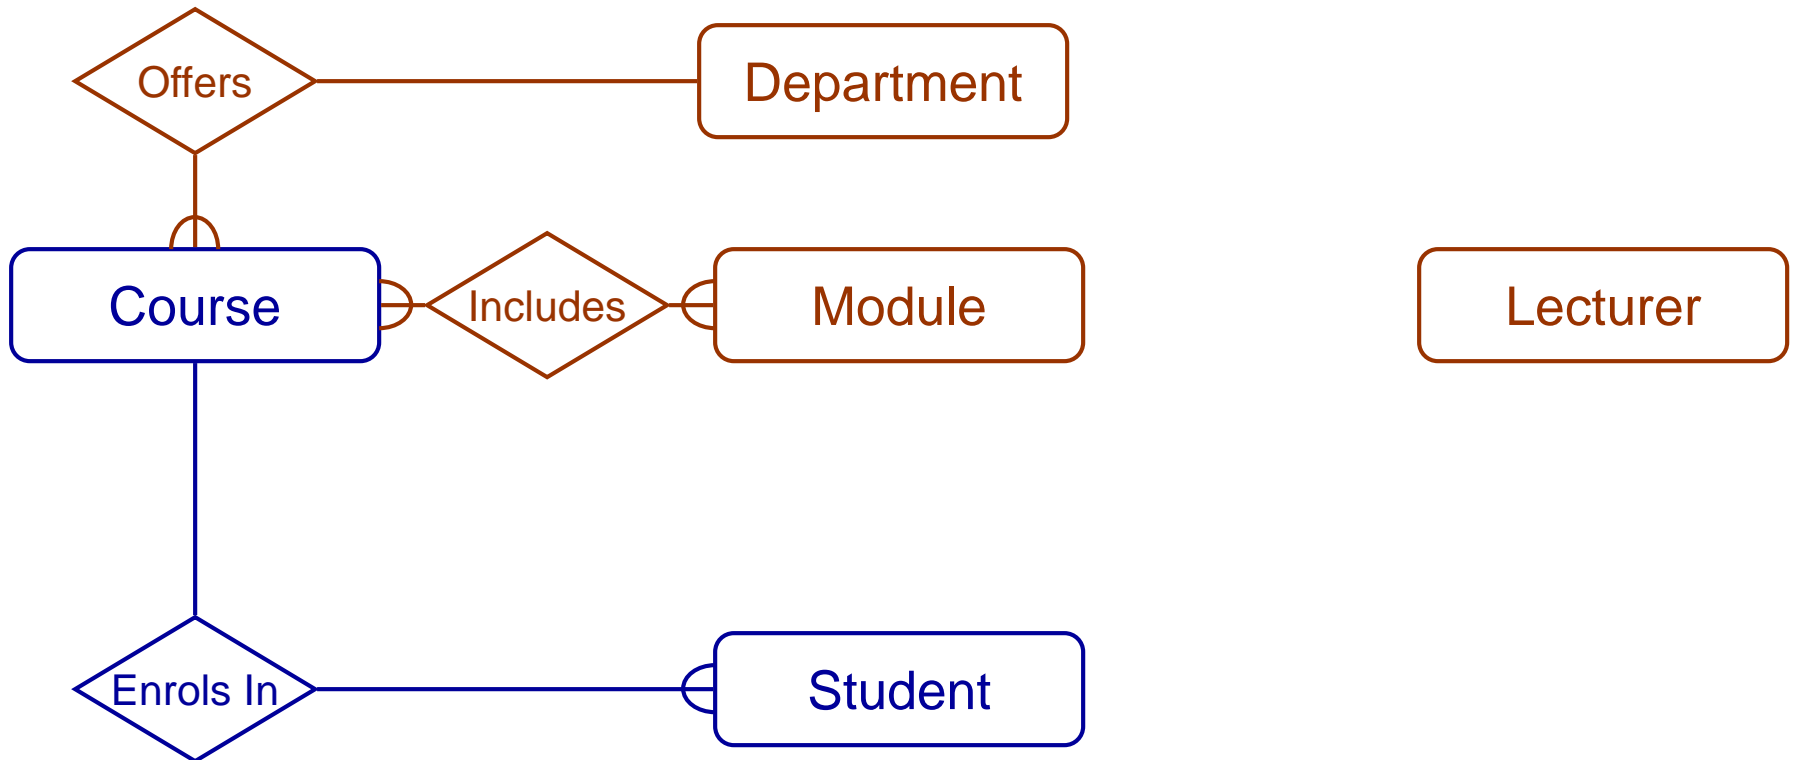 Offers
Department
Course
Includes
Module
Lecturer
Enrols In
Student